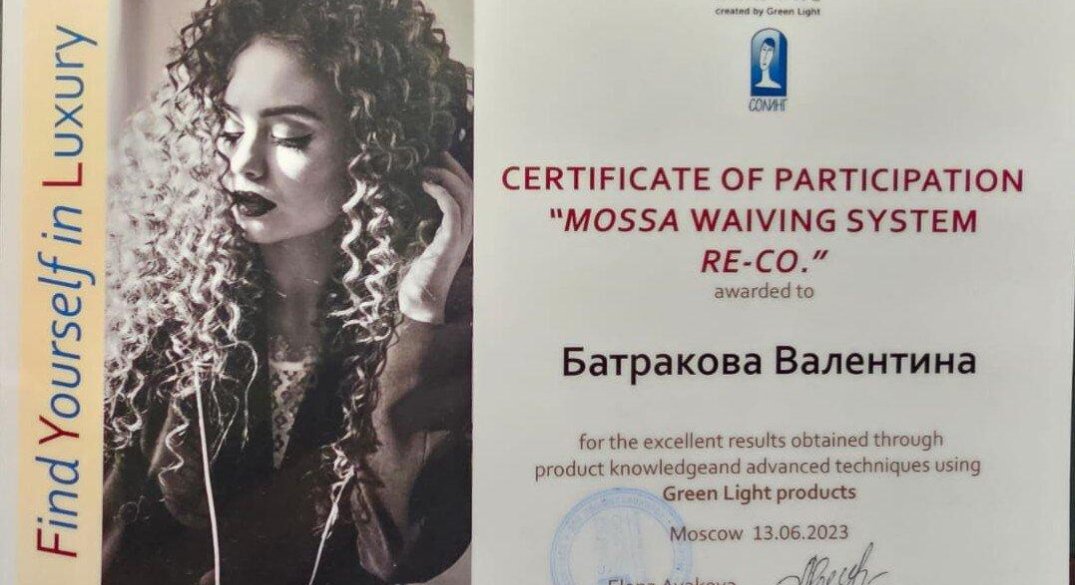 Find Yourself in Luxury
created by Green Light
СОЛИНГ
CERTIFICATE OF PARTICIPATION
“MOSSA WAIVING SYSTEM
RE-CO.”
awarded to
Батракова Валентина
for the excellent results obtained through
product knowledgeand advanced techniques using
Green Light products
Moscow 13.06.2023